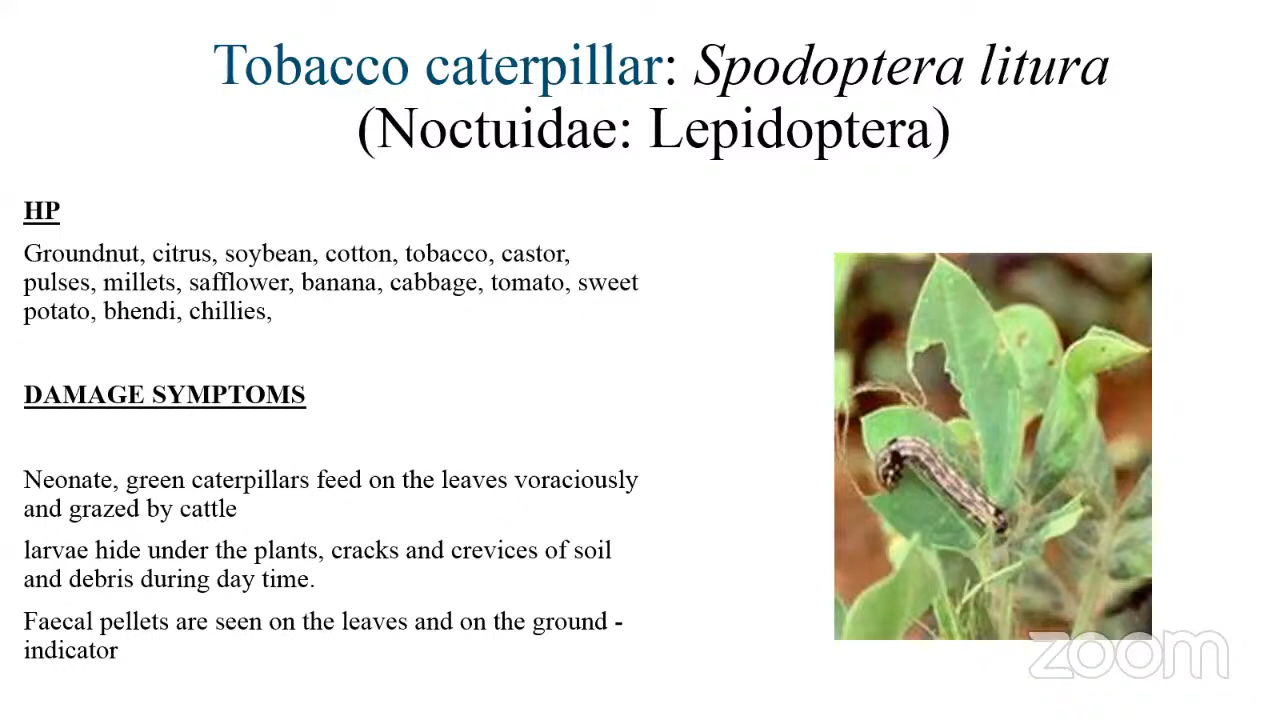 Tobacco caterpillar: Spodoptera litura
(Noctuidae: Lepidoptera)
HP
Groundnut, citrus, soybean, cotton, tobacco, castor,
pulses, millets, safflower, banana, cabbage, tomato, sweet
potato, bhendi, chillies,
DAMAGE SYMPTOMS
Neonate, green caterpillars feed on the leaves voraciously
and grazed by cattle
larvae hide under the plants, cracks and crevices of soil
and debris during day time.
Faecal pellets are seen on the leaves and on the ground -
indicator
zoom